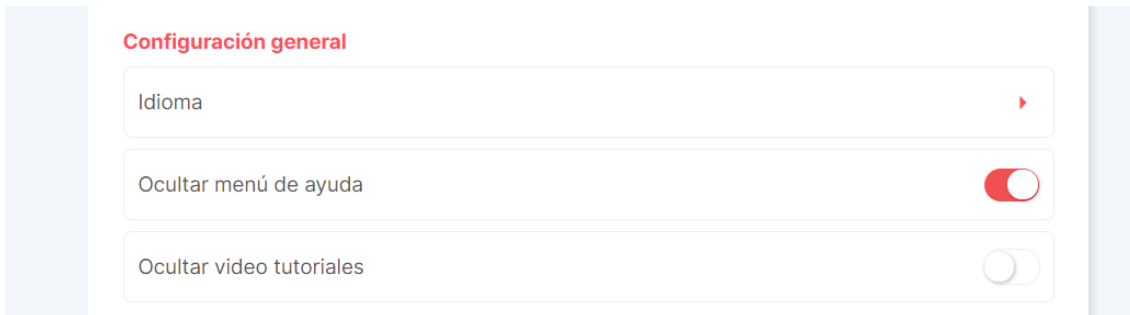 Configuración general
Idioma
Ocultar menú de ayuda
Ocultar video tutoriales